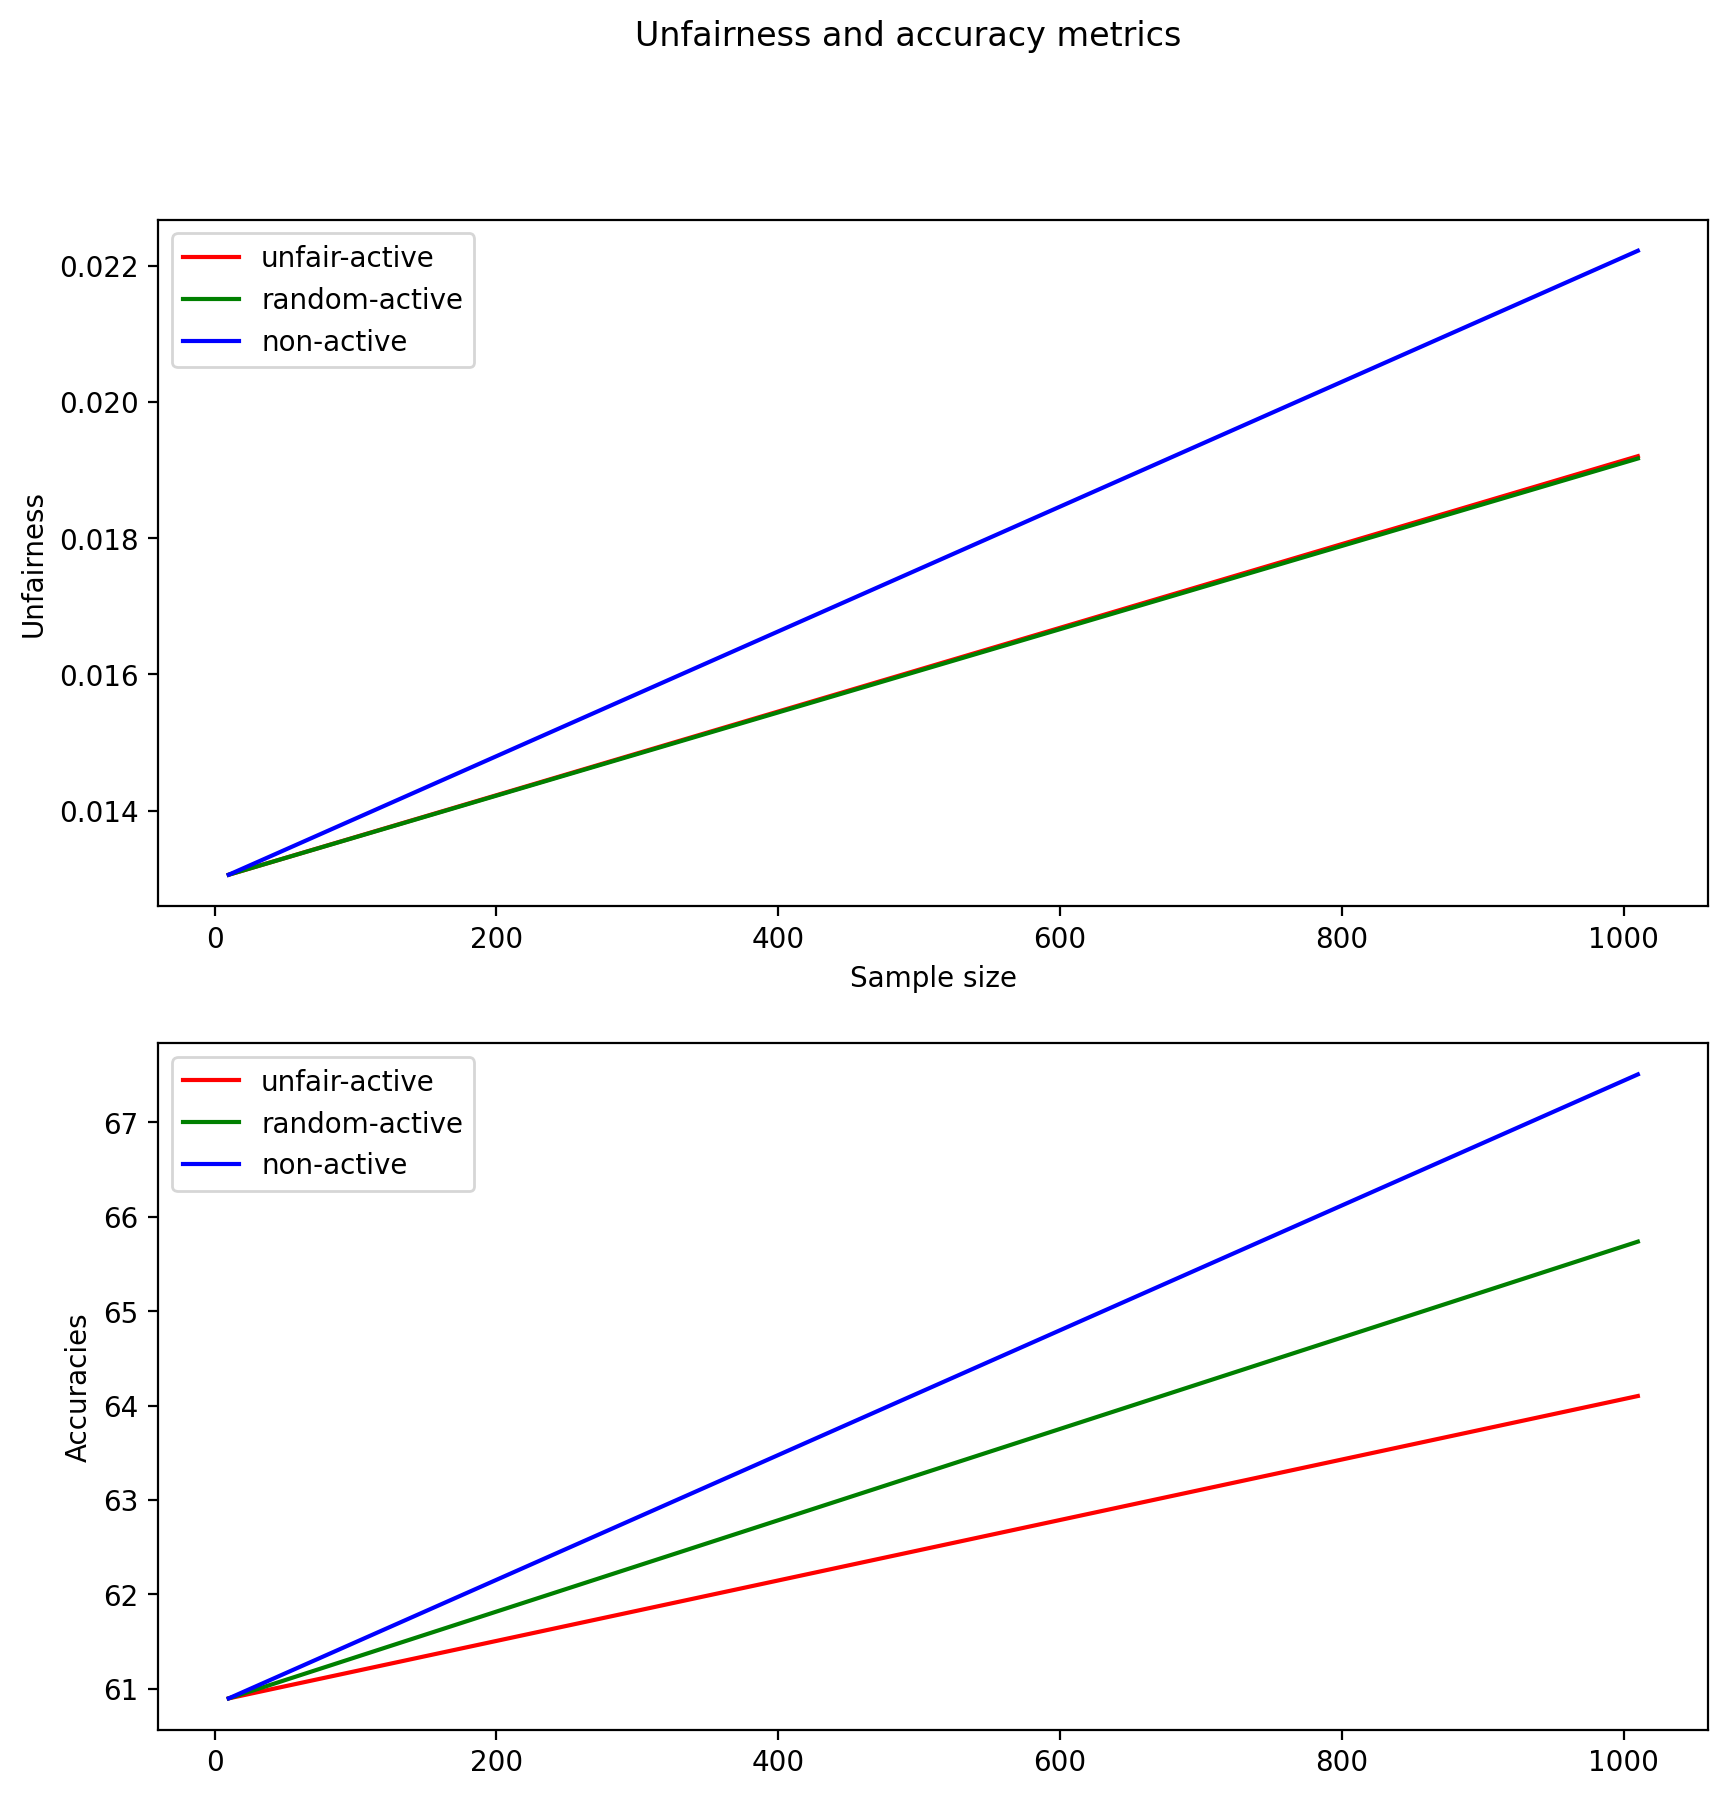 Unfairness and accuracy metrics
unfair-active
random-active
non-active
0.022
0.020
0.018
0.016
0.014
Unfairness
0 200 400 600 800 1000
Sample size
unfair-active
random-active
non-active
67
66
65
64
63
62
61
Accuracies
0 200 400 600 800 1000